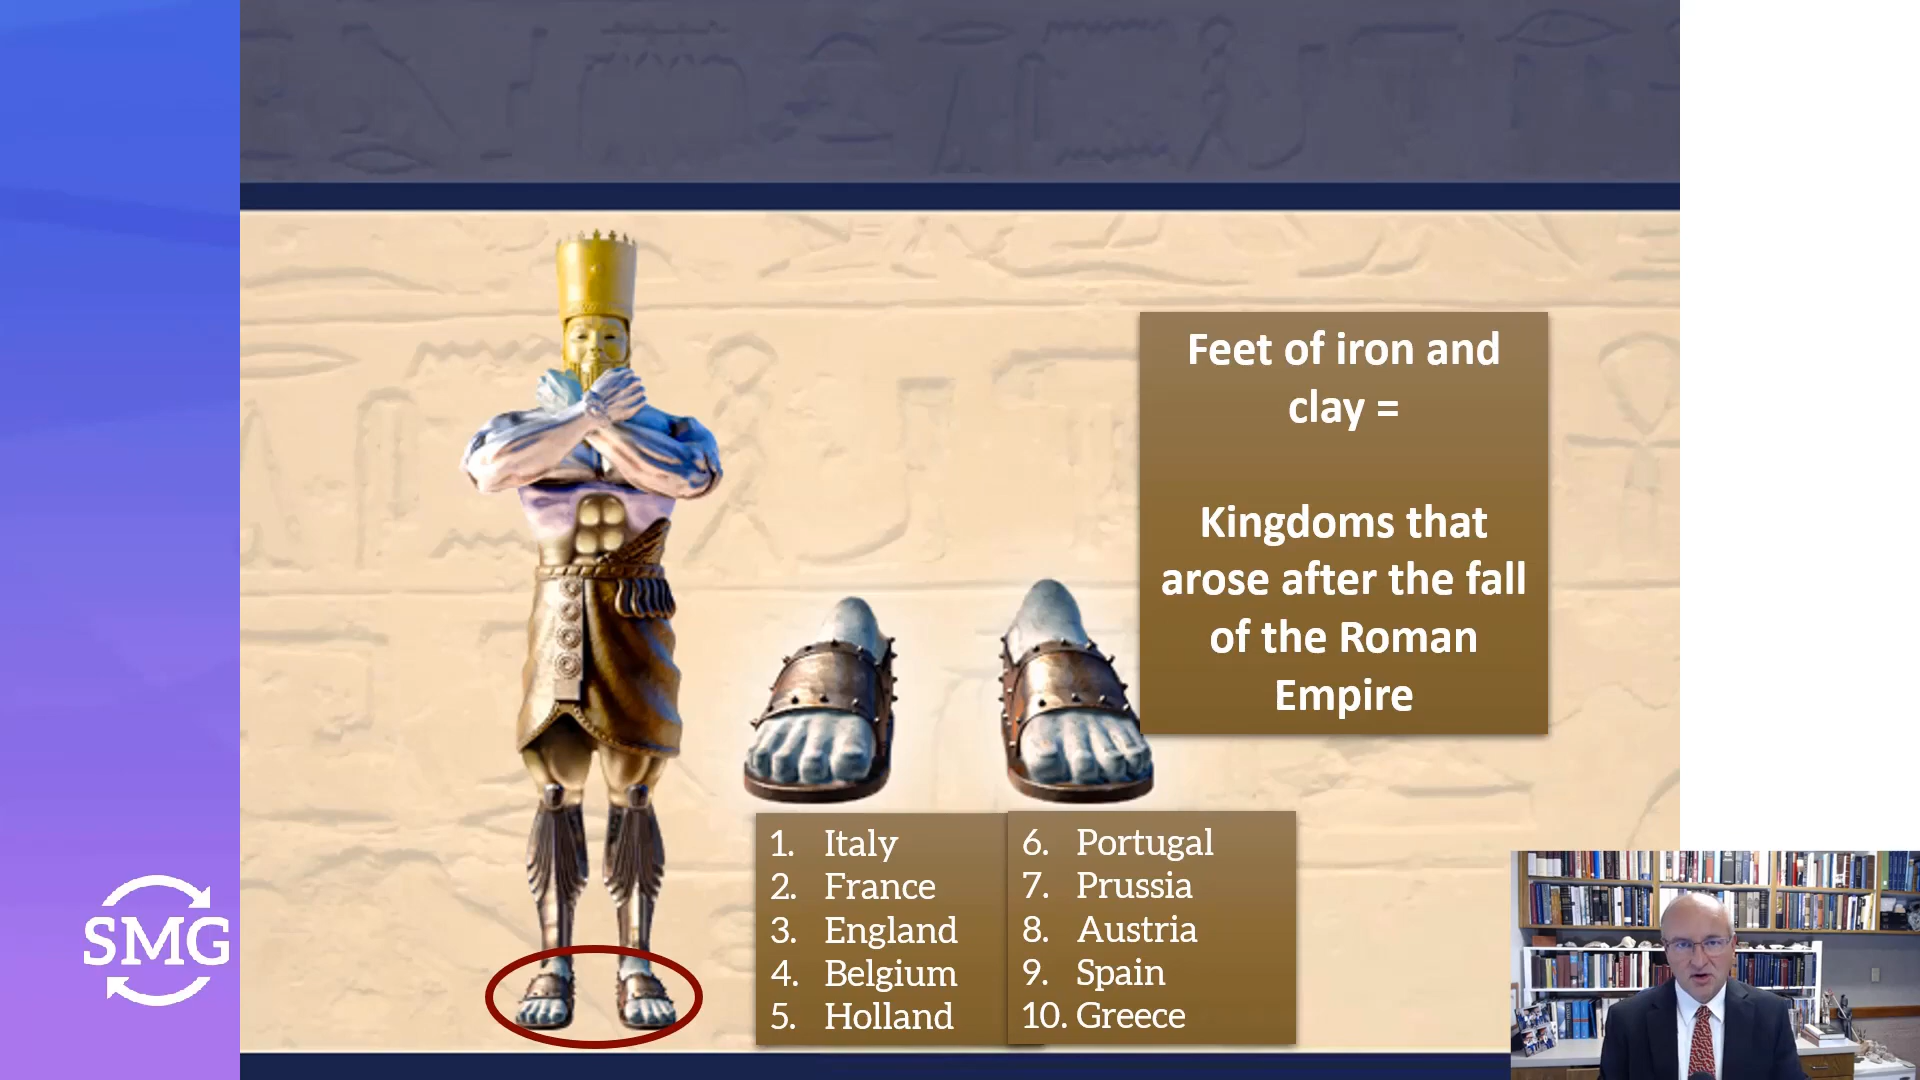 Feet of iron and
clay =
Kingdoms that
arose after the fall
of the Roman
Empire
1. Italy
2. France
3. England
4. Belgium
5. Holland
6. Portugal
7. Prussia
8. Austria
9. Spain
10. Greece
SMG